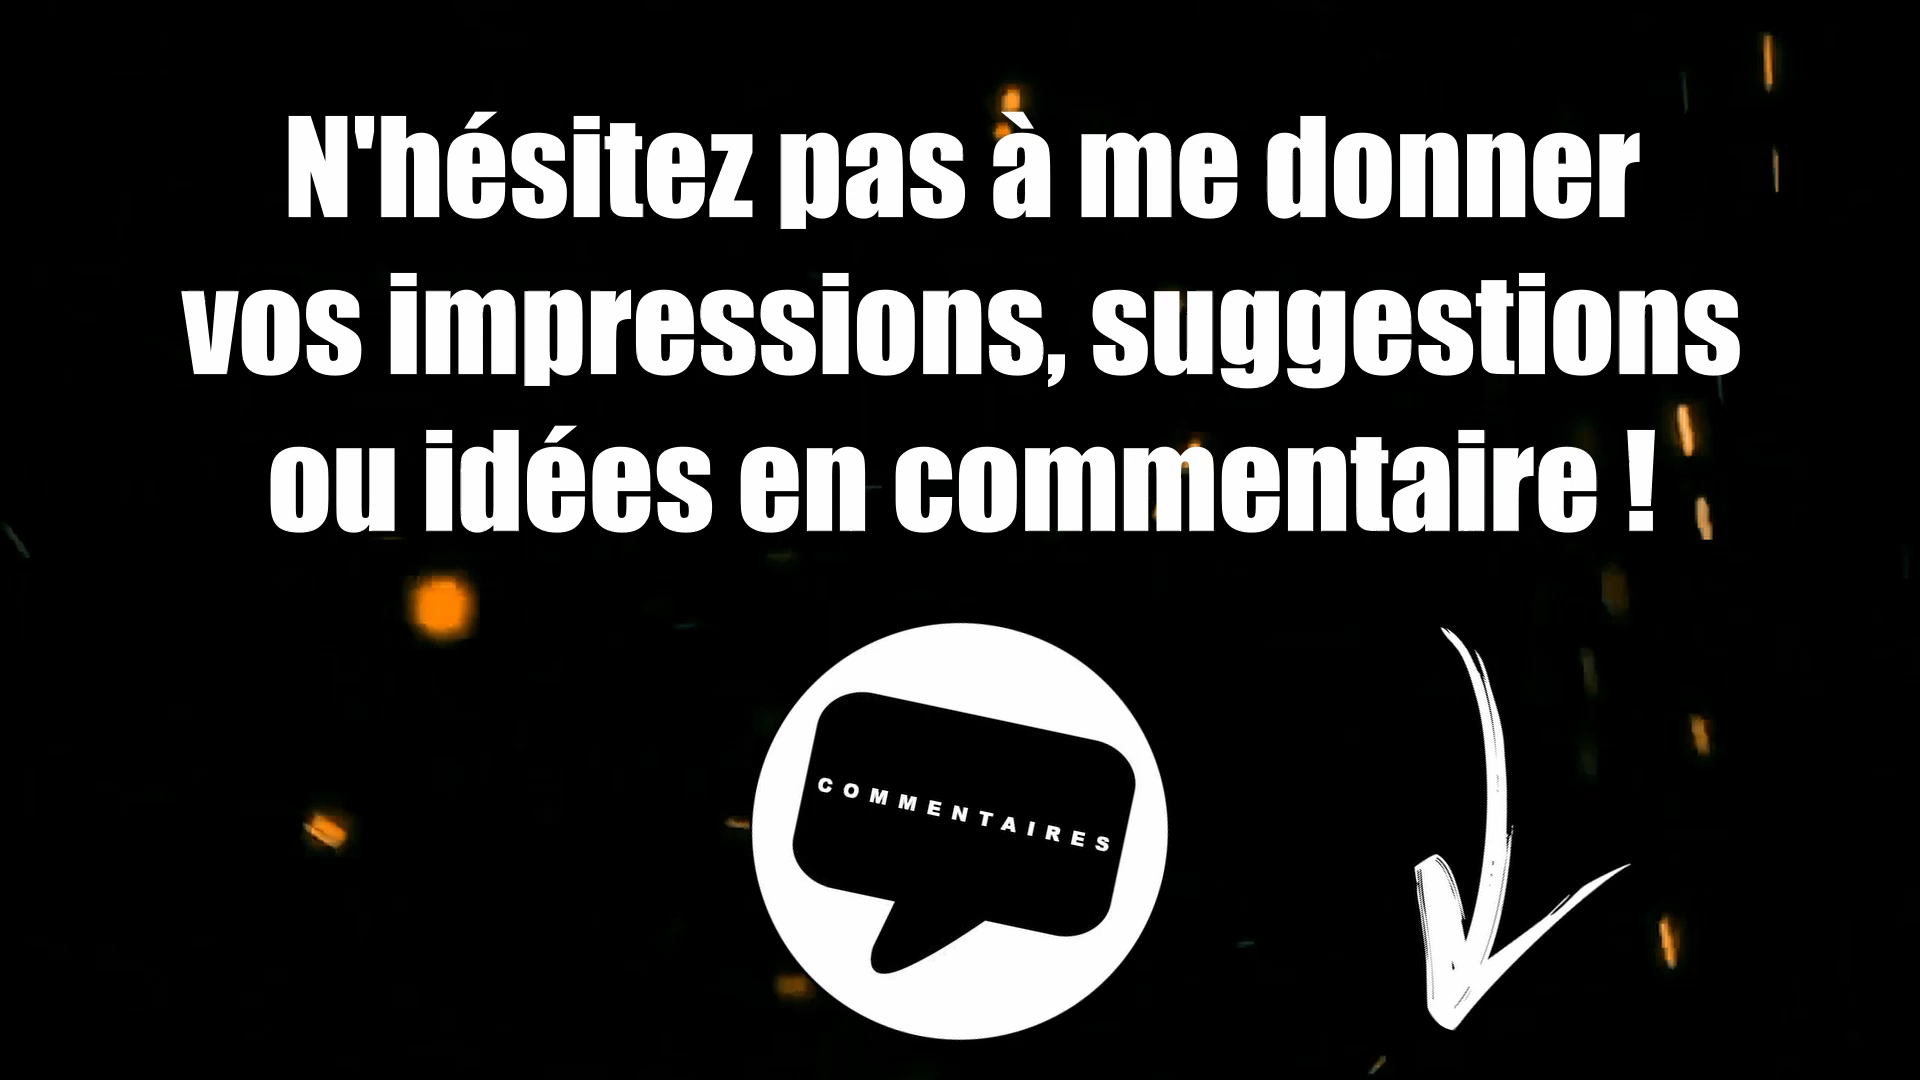 N'hésitez pas à me donner
vos impressions, suggestions
ou idées en commentaire !
COMMENTAIRES